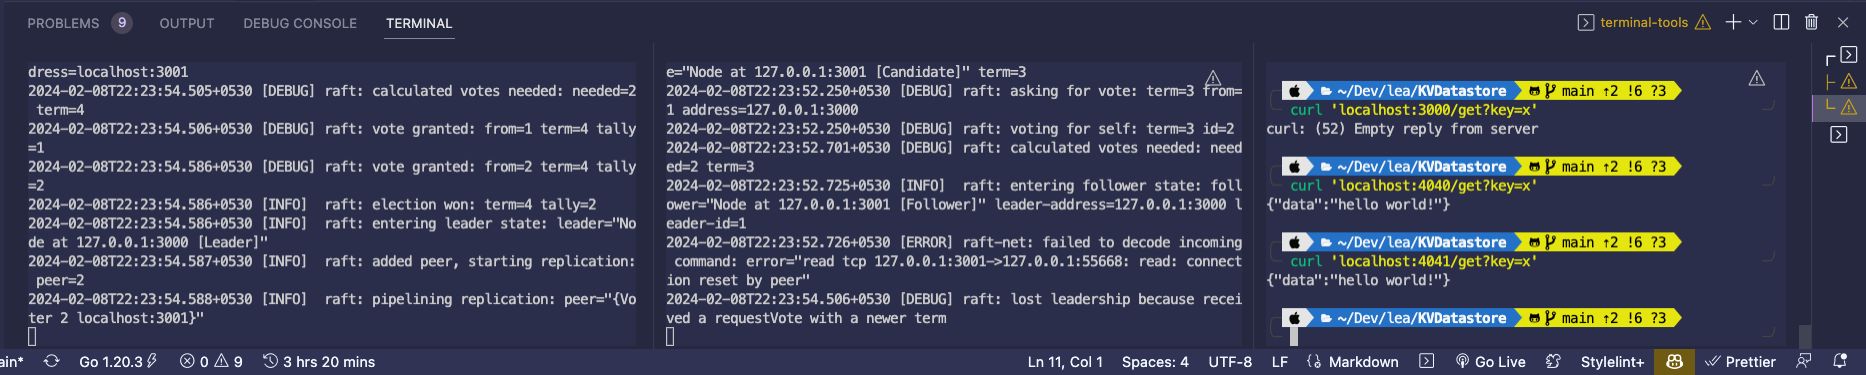 PROBLEMS 9 OUTPUT DEBUG CONSOLE TERMINAL
terminal-tools
dress=localhost:3001
2024-02-08T22:23:54.505+0530 [DEBUG] raft: calculated votes needed: needed=2
term=4
2024-02-08T22:23:54.506+0530 [DEBUG] raft: vote granted: from=1 term=4 tally
=1
2024-02-08T22:23:54.586+0530 [DEBUG] raft: vote granted: from=2 term=4 tally
=2
2024-02-08T22:23:54.586+0530 [INFO]  raft: election won: term=4 tally=2
2024-02-08T22:23:54.586+0530 [INFO]  raft: entering leader state: leader="No
de at 127.0.0.1:3000 [Leader]"
2024-02-08T22:23:54.587+0530 [INFO]  raft: added peer, starting replication:
peer=2
2024-02-08T22:23:54.588+0530 [INFO]  raft: pipelining replication: peer="{Vo
ter 2 localhost:3001}"
e="Node at 127.0.0.1:3001 [Candidate]" term=3
2024-02-08T22:23:52.250+0530 [DEBUG] raft: asking for vote: term=3 from=
1 address=127.0.0.1:3000
2024-02-08T22:23:52.250+0530 [DEBUG] raft: voting for self: term=3 id=2
2024-02-08T22:23:52.701+0530 [DEBUG] raft: calculated votes needed: need
ed=2 term=3
2024-02-08T22:23:52.725+0530 [INFO]  raft: entering follower state: foll
ower="Node at 127.0.0.1:3001 [Follower]" leader-address=127.0.0.1:3000 l
eader-id=1
2024-02-08T22:23:52.726+0530 [ERROR] raft-net: failed to decode incoming
command: error="read tcp 127.0.0.1:3001->127.0.0.1:55668: read: connect
ion reset by peer"
2024-02-08T22:23:54.506+0530 [DEBUG] raft: lost leadership because recei
ved a requestVote with a newer term
~/Dev/lea/KVDatastore main ⇡2 !6 ?3
curl 'localhost:3000/get?key=x'
curl: (52) Empty reply from server
~/Dev/lea/KVDatastore main ⇡2 !6 ?3
curl 'localhost:4040/get?key=x'
{"data":"hello world!"}
~/Dev/lea/KVDatastore main ⇡2 !6 ?3
curl 'localhost:4041/get?key=x'
{"data":"hello world!"}
~/Dev/lea/KVDatastore main ⇡2 !6 ?3
ain* Go 1.20.3 0 9 3 hrs 20 mins Ln 11, Col 1 Spaces: 4 UTF-8 LF Markdown Go Live Stylelint+ Prettier